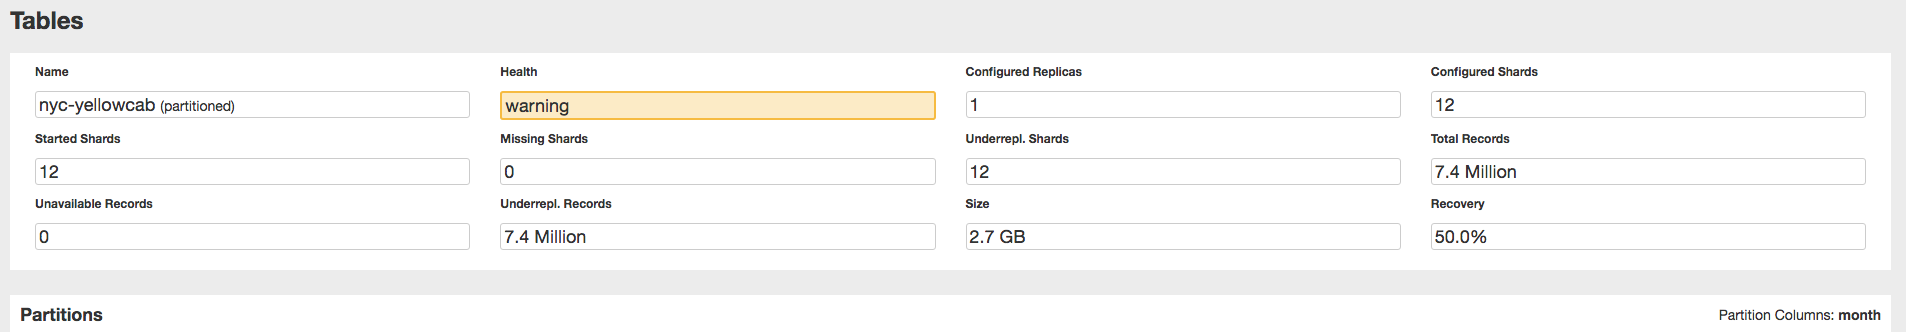 Tables
Name Health Configured Replicas Configured Shards
nyc-yellowcab (partitioned) warning 1 12
Started Shards Missing Shards Underrepl. Shards Total Records
12 0 12 7.4 Million
Unavailable Records Underrepl. Records Size Recovery
0 7.4 Million 2.7 GB 50.0%
Partitions Partition Columns: month